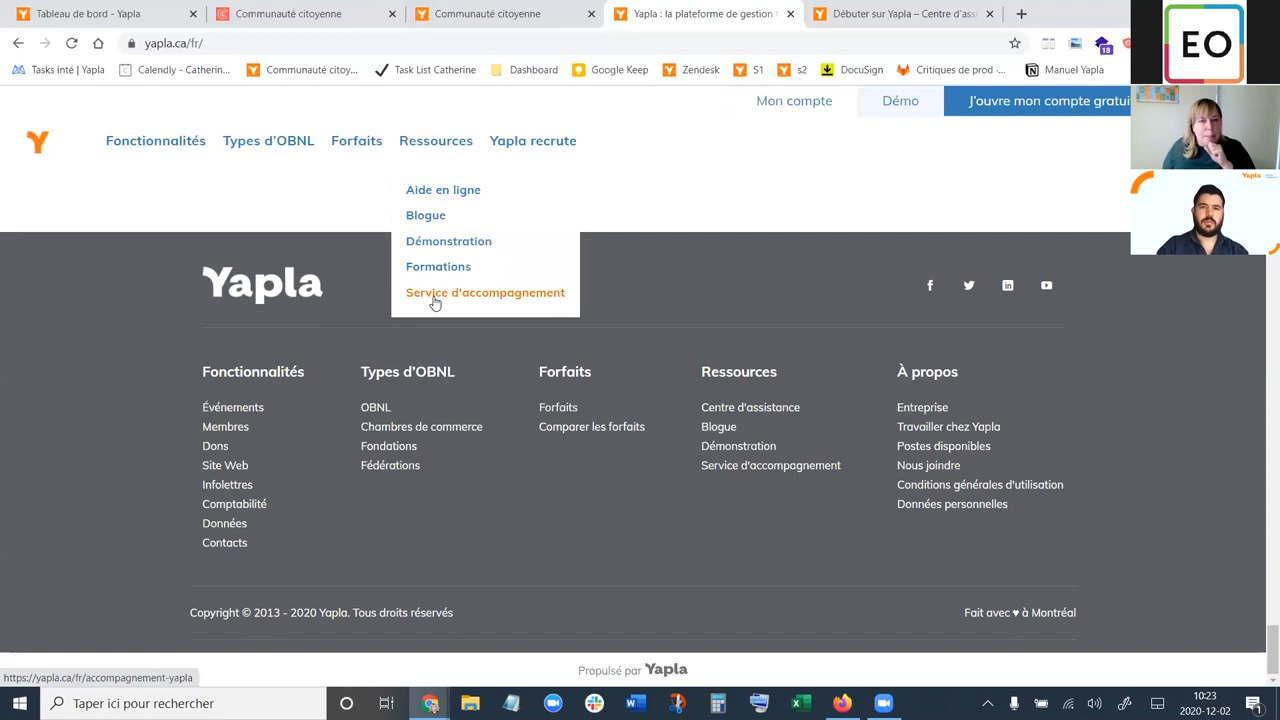 Tableau de bord - Yapla
Communauté citoyenne
Communauté citoyenne
Yapla : la plateforme de gestion t
Débuter sur Yapla – Centre d'ass
yapla.ca/fr/
18
Tasks inté | Yapla
Calendly - Catherin...
Communauté citoy...
Task List Catherine
Dashboard
Google Keep
Zendesk
S1
s2
DocuSign
Critiques de prod -...
Manuel Yapla
EO
Mon compte
Démo
J'ouvre mon compte gratui
Fonctionnalités
Types d'OBNL
Forfaits
Ressources
Yapla recrute
Yapla
Aide en ligne
Blogue
Démonstration
Formations
Service d'accompagnement
Yapla
Fonctionnalités
Événements
Membres
Dons
Site Web
Infolettres
Comptabilité
Données
Contacts
Types d'OBNL
OBNL
Chambres de commerce
Fondations
Fédérations
Forfaits
Forfaits
Comparer les forfaits
Ressources
Centre d'assistance
Blogue
Démonstration
Service d'accompagnement
À propos
Entreprise
Travailler chez Yapla
Postes disponibles
Nous joindre
Conditions générales d'utilisation
Données personnelles
Copyright © 2013 - 2020 Yapla. Tous droits réservés
Fait avec ♥ à Montréal
Propulsé par Yapla
https://yapla.ca/fr/accompagnement-yapla
Taper ici pour rechercher
10:23
2020-12-02
1